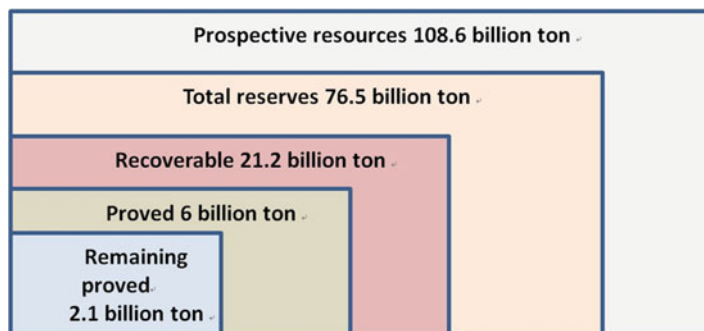 Prospective resources 108.6 billion ton
Total reserves 76.5 billion ton
Recoverable 21.2 billion ton
Proved 6 billion ton
Remaining
proved
2.1 billion ton